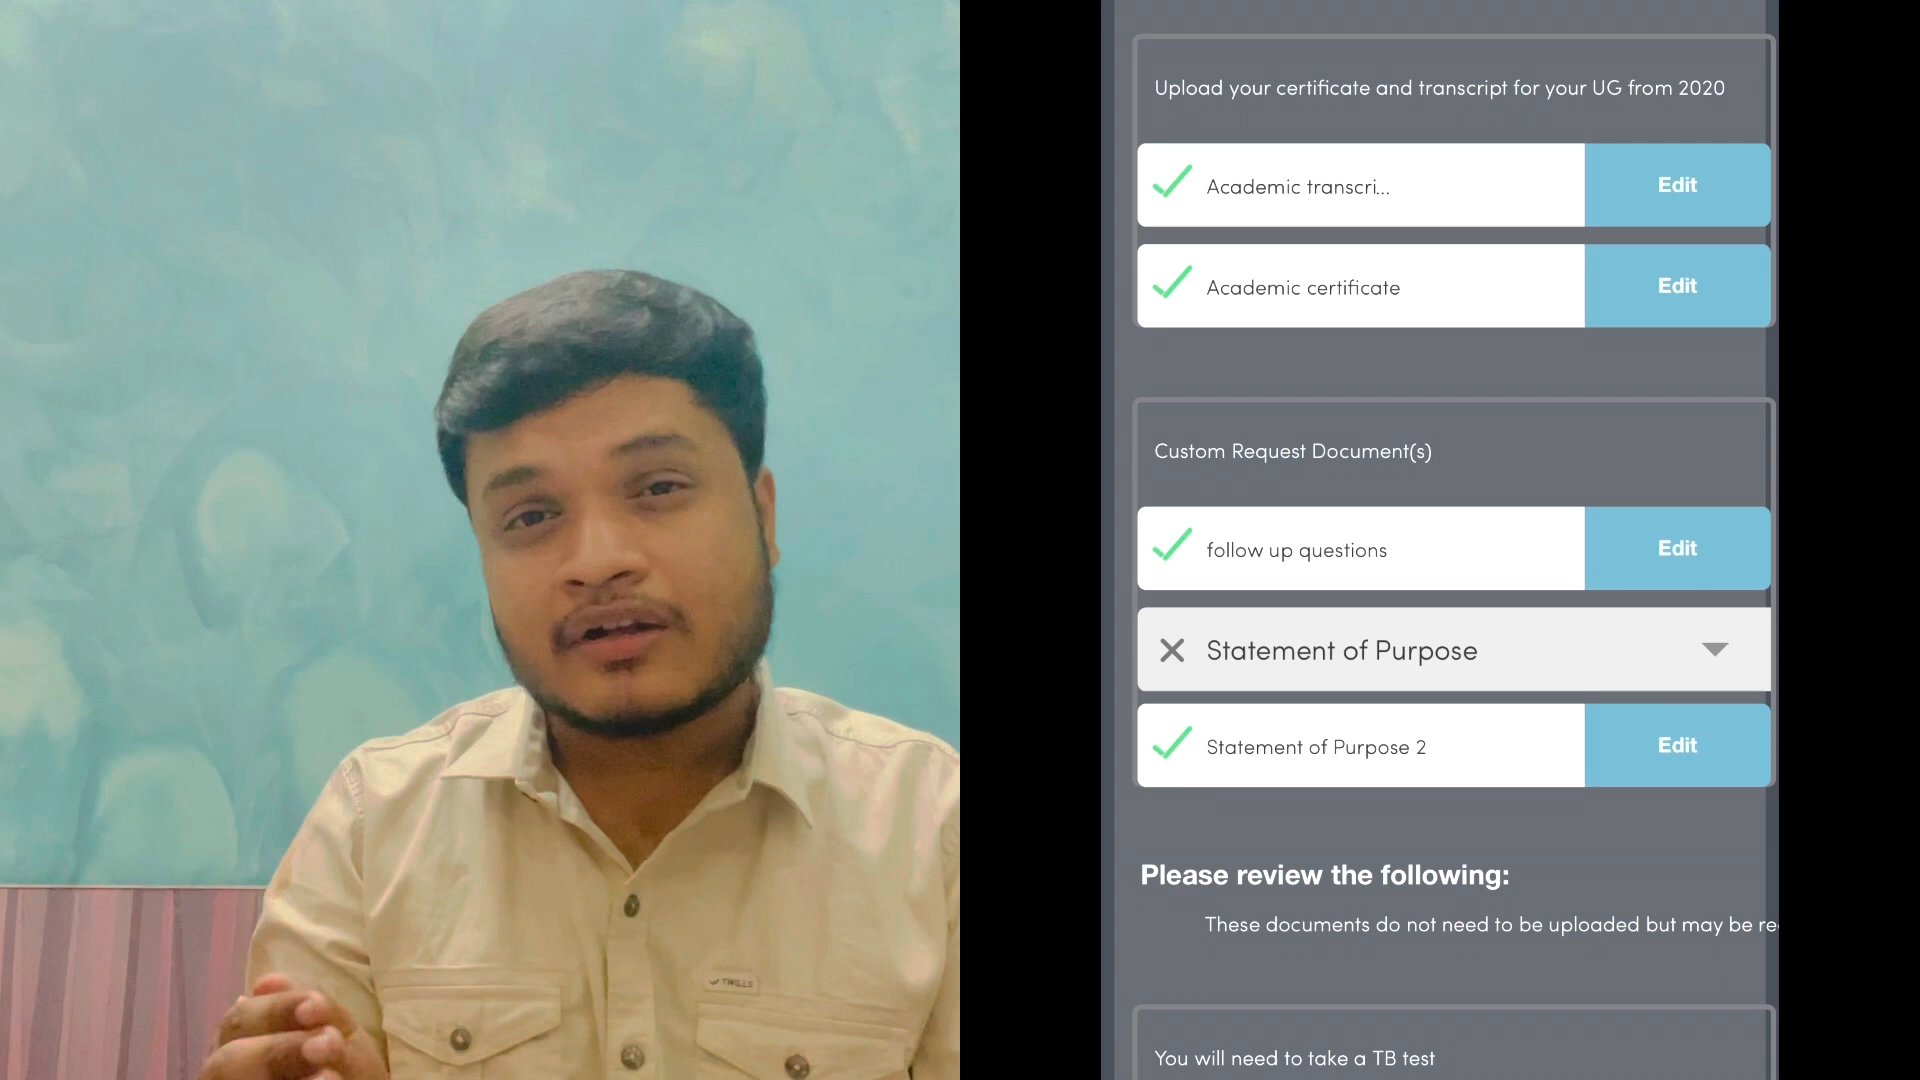 Upload your certificate and transcript for your UG from 2020
Academic transcri...
Edit
Academic certificate
Edit
Custom Request Document(s)
follow up questions
Edit
Statement of Purpose
Statement of Purpose 2
Edit
Please review the following:
These documents do not need to be uploaded but may be re
You will need to take a TB test
TWILLS